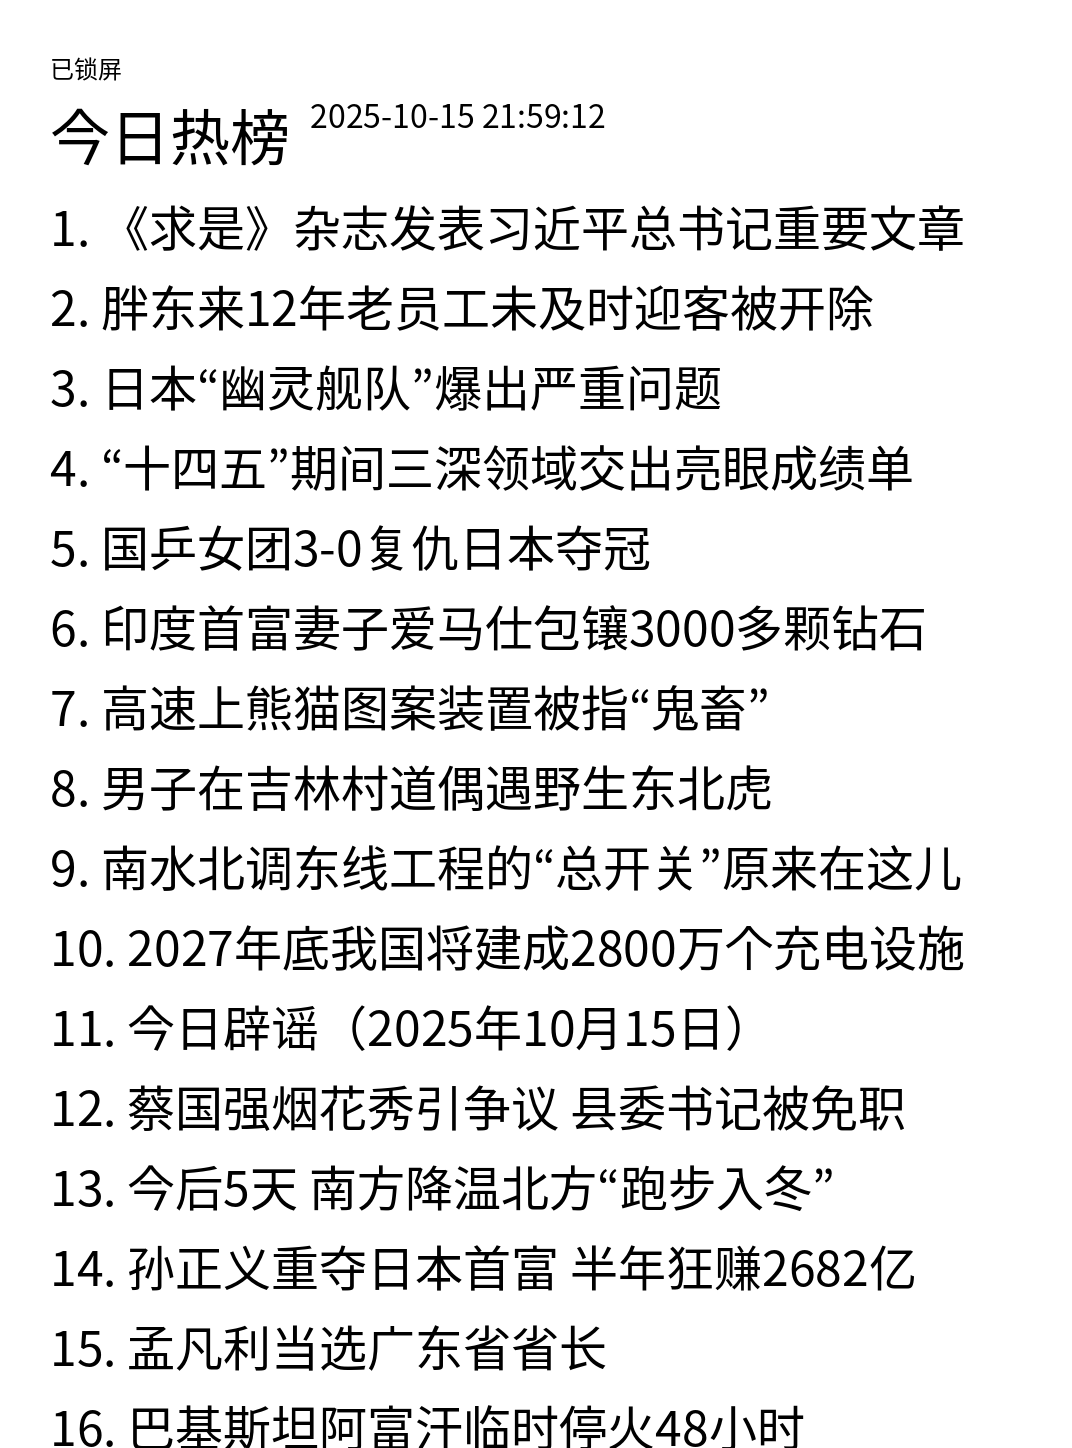 已锁屏
今日热榜 2025-10-15 21:59:12
1. 《求是》杂志发表习近平总书记重要文章
2. 胖东来12年老员工未及时迎客被开除
3. 日本“幽灵舰队”爆出严重问题
4. “十四五”期间三深领域交出亮眼成绩单
5. 国乒女团3-0复仇日本夺冠
6. 印度首富妻子爱马仕包镶3000多颗钻石
7. 高速上熊猫图案装置被指“鬼畜”
8. 男子在吉林村道偶遇野生东北虎
9. 南水北调东线工程的“总开关”原来在这儿
10. 2027年底我国将建成2800万个充电设施
11. 今日辟谣（2025年10月15日）
12. 蔡国强烟花秀引争议 县委书记被免职
13. 今后5天 南方降温北方“跑步入冬”
14. 孙正义重夺日本首富 半年狂赚2682亿
15. 孟凡利当选广东省省长
16. 巴基斯坦阿富汗临时停火48小时